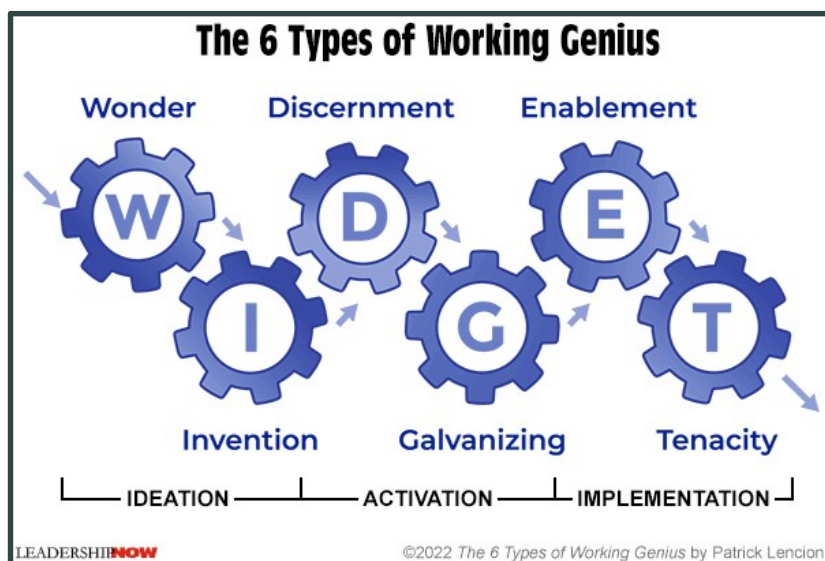 The 6 Types of Working Genius
Wonder
Discernment
Enablement
W
D
E
I
G
T
Invention
Galvanizing
Tenacity
IDEATION
ACTIVATION
IMPLEMENTATION
LEADERSHIPNOW
©2022 The 6 Types of Working Genius by Patrick Lencion